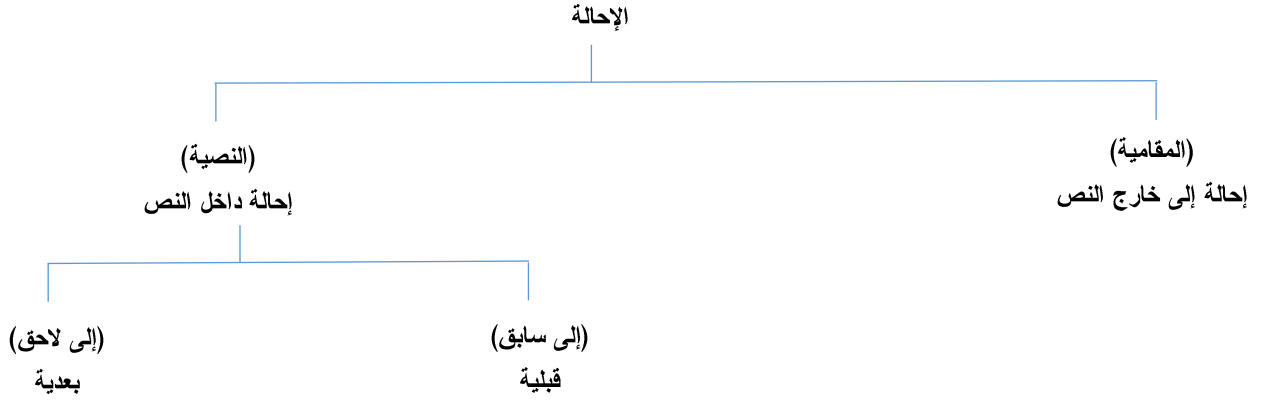 الإحالة
(المقامية)
إحالة إلى خارج النص
(النصية)
إحالة داخل النص
(إلى سابق)
قبلية
(إلى لاحق)
بعدية